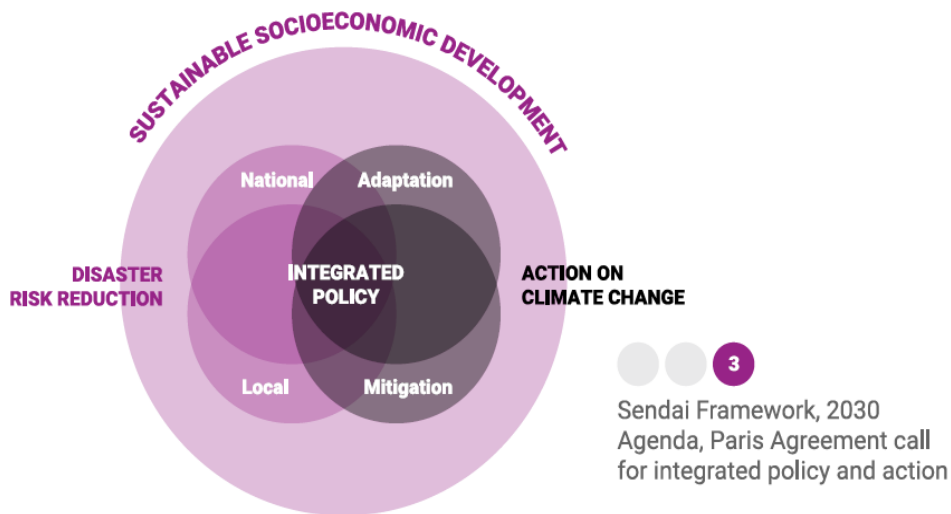 SUSTAINABLE SOCIOECONOMIC DEVELOPMENT
National
Adaptation
DISASTER
RISK REDUCTION
INTEGRATED
POLICY
ACTION ON
CLIMATE CHANGE
Local
Mitigation
3
Sendai Framework, 2030
Agenda, Paris Agreement call
for integrated policy and action